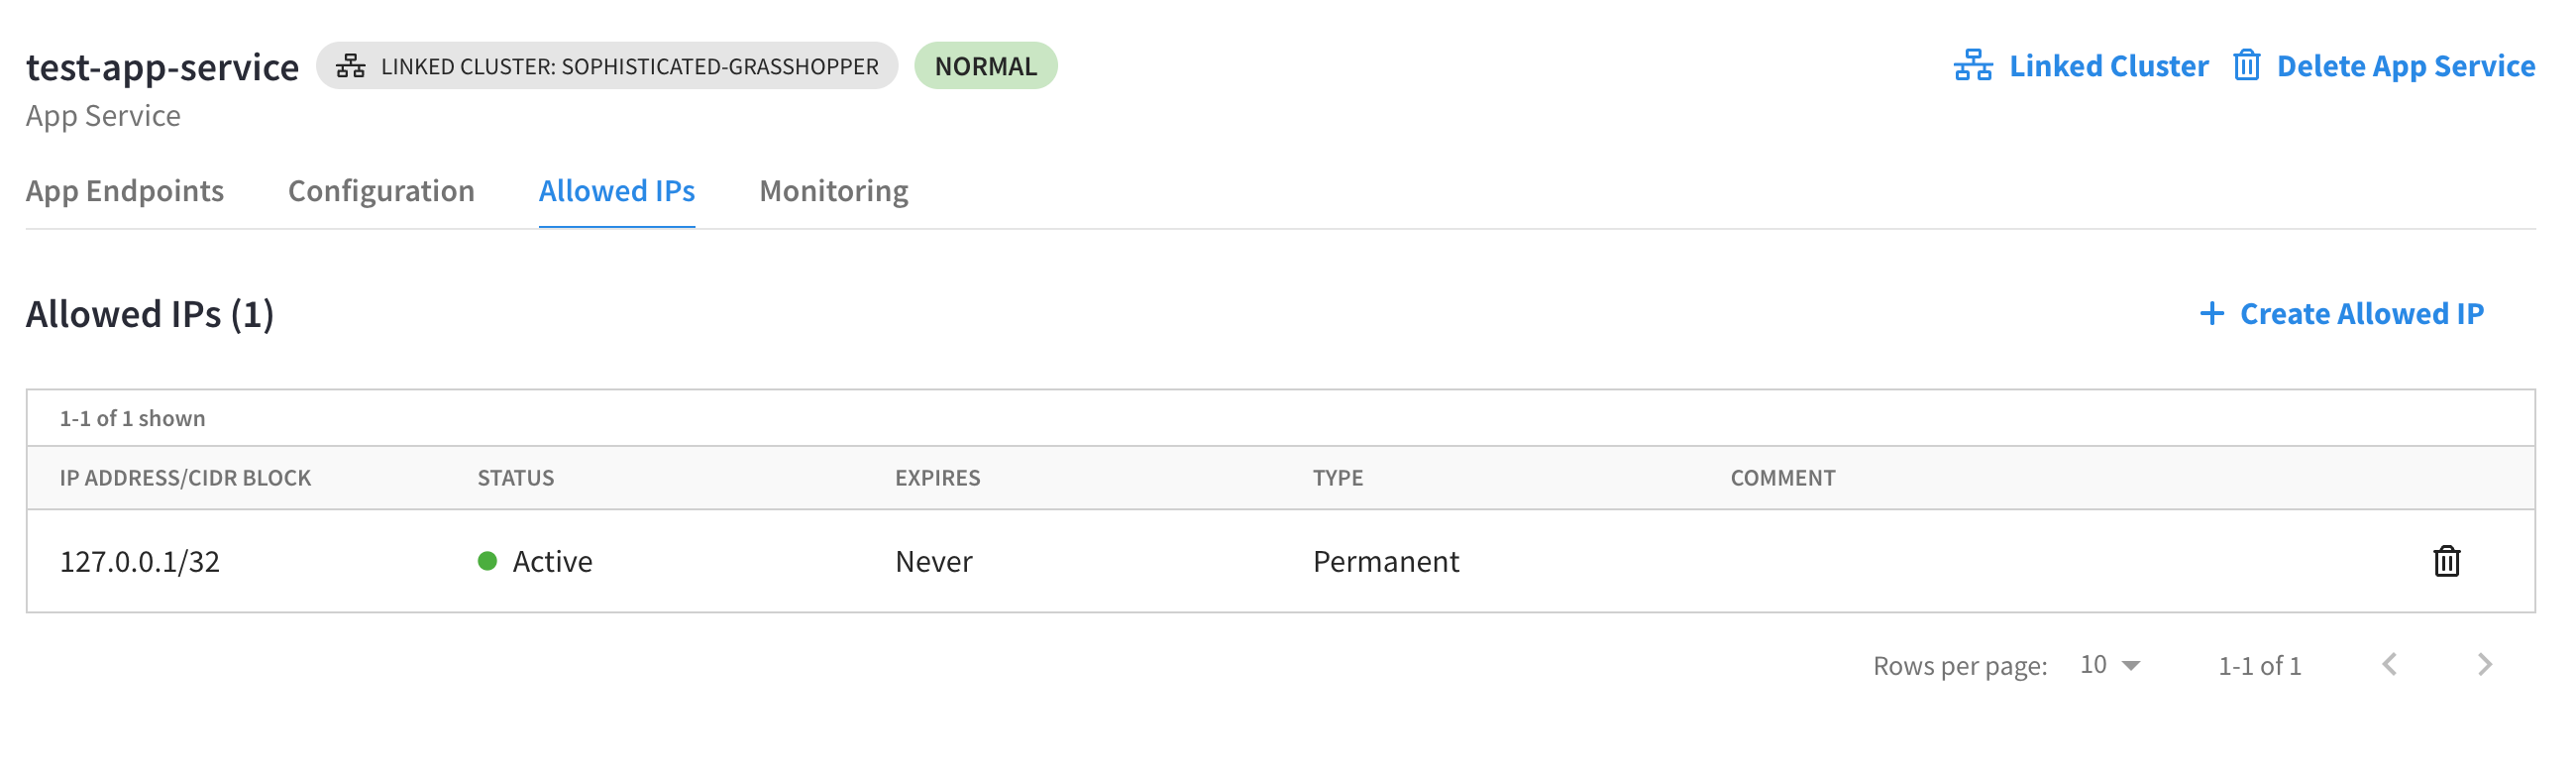 test-app-service LINKED CLUSTER: SOPHISTICATED-GRASSHOPPER NORMAL Linked Cluster Delete App Service
App Service
App Endpoints Configuration Allowed IPs Monitoring
Allowed IPs (1) + Create Allowed IP
1-1 of 1 shown
IP ADDRESS/CIDR BLOCK STATUS EXPIRES TYPE COMMENT
127.0.0.1/32 Active Never Permanent
Rows per page: 10 1-1 of 1